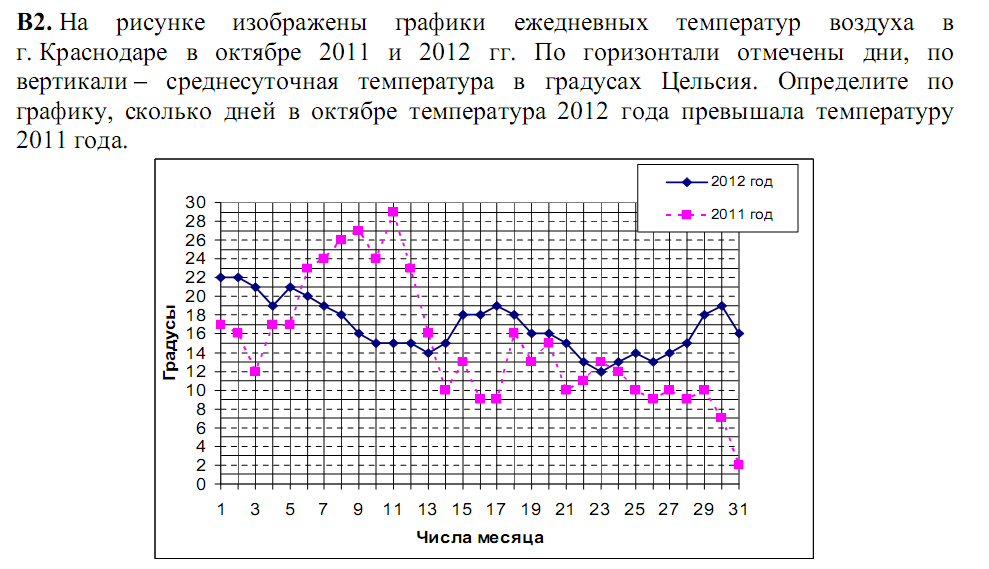 В2. На рисунке изображены графики ежедневных температур воздуха в
г. Краснодаре в октябре 2011 и 2012 гг. По горизонтали отмечены дни, по
вертикали – среднесуточная температура в градусах Цельсия. Определите по
графику, сколько дней в октябре температура 2012 года превышала температуру
2011 года.
2012 год
2011 год
30
28
26
24
22
20
18
16
14
12
10
8
6
4
2
0
Градусы
1 3 5 7 9 11 13 15 17 19 21 23 25 27 29 31
Числа месяца